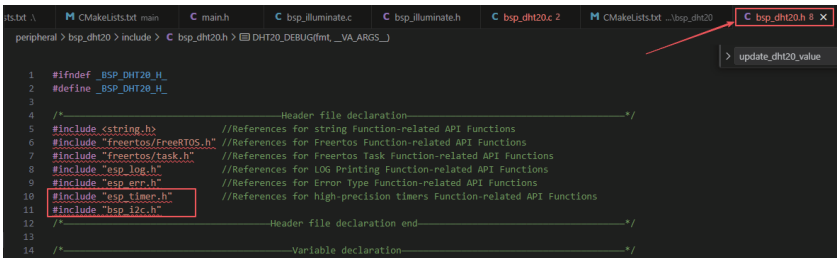 sts.txt .\ M CMakeLists.txt main C main.h C bsp_illuminate.c C bsp_illuminate.h C bsp_dht20.c 2 M CMakeLists.txt ...\bsp_dht20 C bsp_dht20.h 8 ×
peripheral > bsp_dht20 > include > C bsp_dht20.h > DHT20_DEBUG(fmt, __VA_ARGS__)
> update_dht20_value
1 #ifndef _BSP_DHT20_H_
2 #define _BSP_DHT20_H_
3
4 /*————————Header file declaration————————*/
5 #include <string.h> //References for string Function-related API Functions
6 #include "freertos/FreeRTOS.h" //References for Freertos Function-related API Functions
7 #include "freertos/task.h" //References for Freertos Task Function-related API Functions
8 #include "esp_log.h" //References for LOG Printing Function-related API Functions
9 #include "esp_err.h" //References for Error Type Function-related API Functions
10 #include "esp_timer.h" //References for high-precision timers Function-related API Functions
11 #include "bsp_i2c.h"
12 /*————————Header file declaration end————————*/
13
14 /*————————Variable declaration————————*/